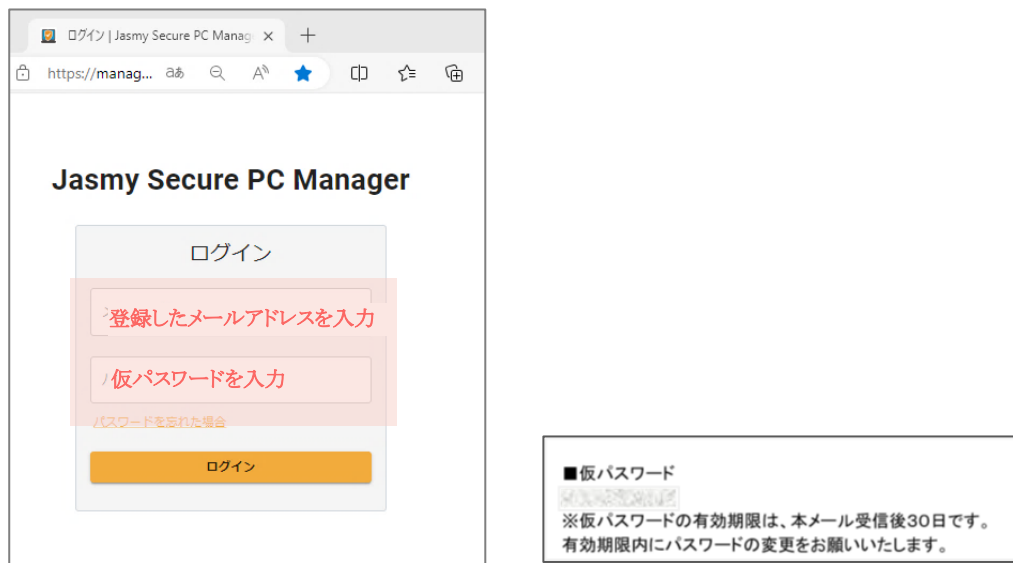 ログイン | Jasmy Secure PC Manag
https://manag... aあ
Jasmy Secure PC Manager
ログイン
登録したメールアドレスを入力
仮パスワードを入力
パスワードを忘れた場合
ログイン
■仮パスワード
※仮パスワードの有効期限は、本メール受信後30日です。
有効期限内にパスワードの変更をお願いいたします。